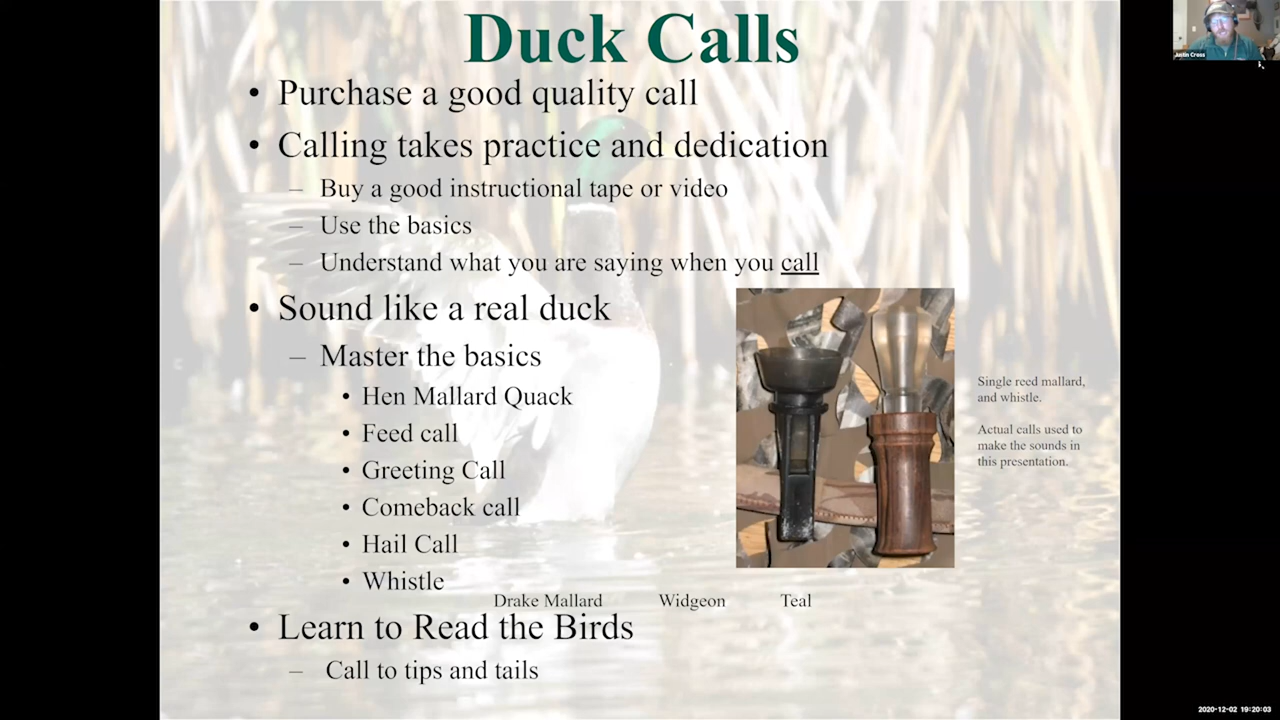 Duck Calls
• Purchase a good quality call
• Calling takes practice and dedication
– Buy a good instructional tape or video
– Use the basics
– Understand what you are saying when you call
• Sound like a real duck
– Master the basics
• Hen Mallard Quack
• Feed call
• Greeting Call
• Comeback call
• Hail Call
• Whistle
Drake Mallard Widgeon Teal
• Learn to Read the Birds
– Call to tips and tails
Single reed mallard,
and whistle.
Actual calls used to
make the sounds in
this presentation.
Justin Cross
2020-12-02 19:20:03